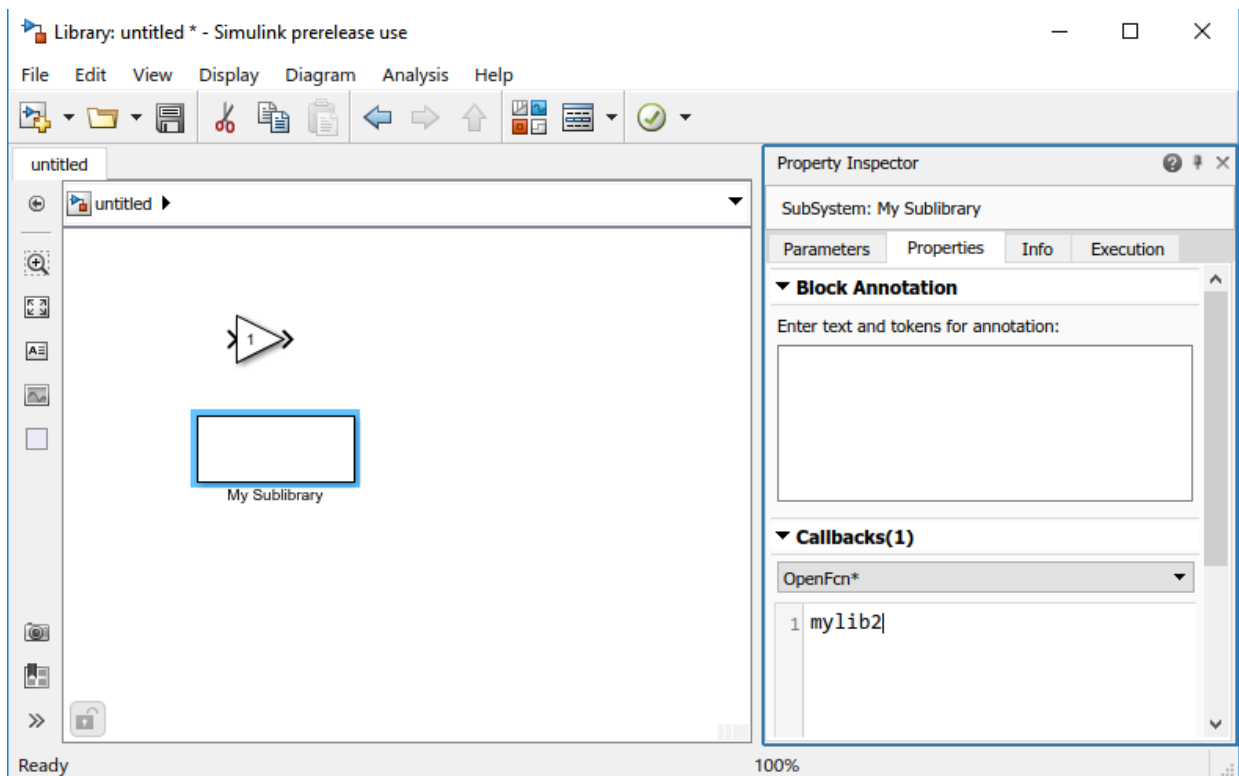 Library: untitled * - Simulink prerelease use
File Edit View Display Diagram Analysis Help
untitled
untitled
1
My Sublibrary
Property Inspector
SubSystem: My Sublibrary
Parameters Properties Info Execution
Block Annotation
Enter text and tokens for annotation:
Callbacks(1)
OpenFcn*
1 mylib2
Ready 100%